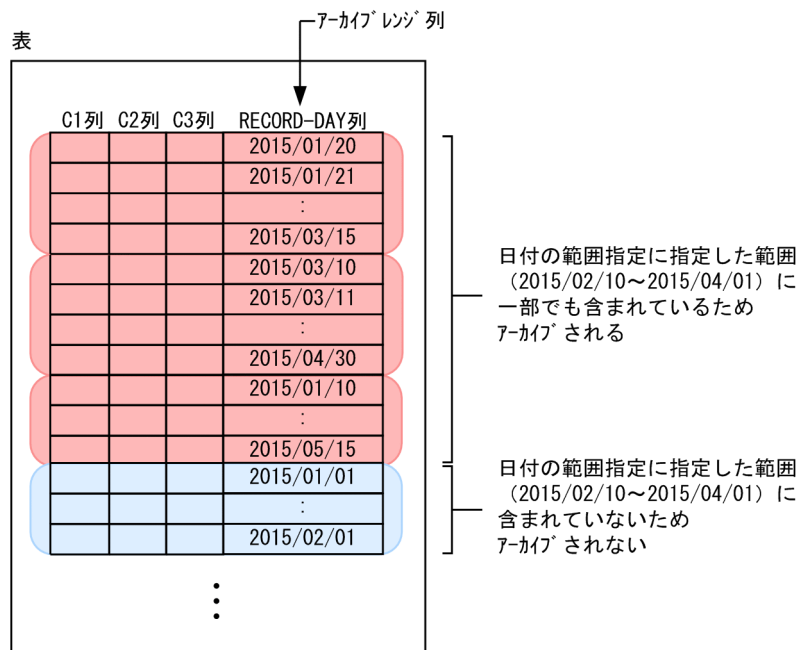 アーカイブレンジ列
表
C1列 C2列 C3列 RECORD-DAY列
2015/01/20
2015/01/21
:
2015/03/15
2015/03/10
2015/03/11
:
2015/04/30
2015/01/10
:
2015/05/15
2015/01/01
:
2015/02/01
日付の範囲指定に指定した範囲
（2015/02/10～2015/04/01）に
一部でも含まれているため
アーカイブされる
日付の範囲指定に指定した範囲
（2015/02/10～2015/04/01）に
含まれていないため
アーカイブされない